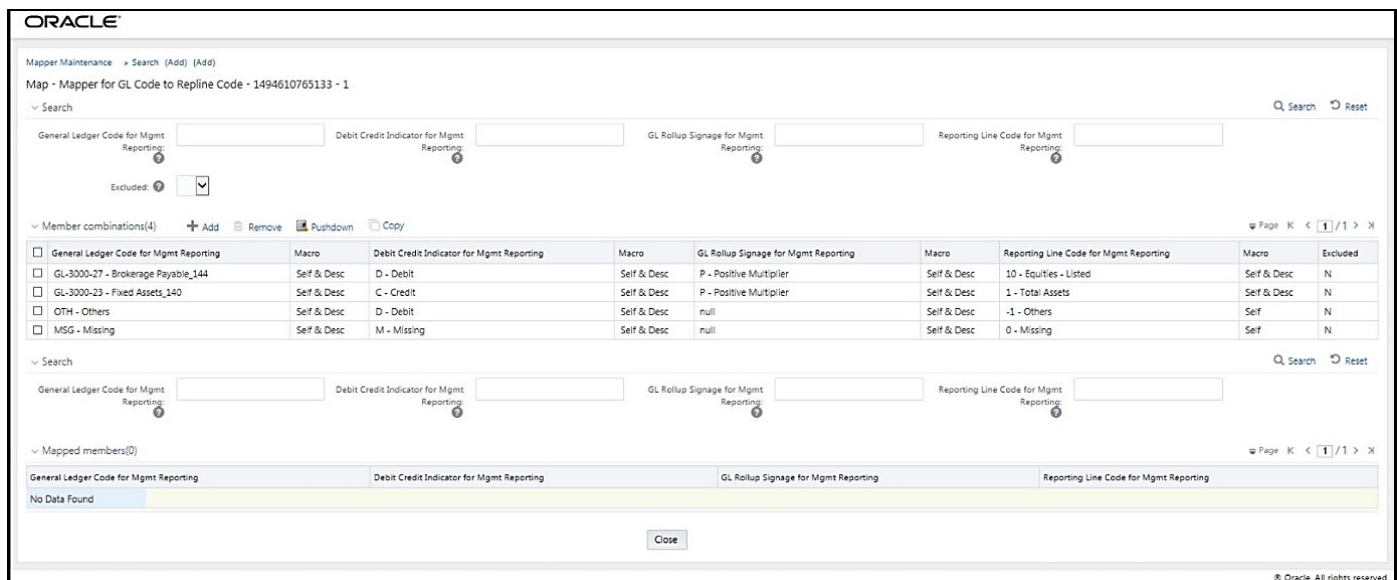 ORACLE
Mapper Maintenance > Search (Add) (Add)
Map - Mapper for GL Code to Repline Code - 1494610765133 - 1
Search
Search Reset
General Ledger Code for Mgmt Reporting: Debit Credit Indicator for Mgmt Reporting: GL Rollup Signage for Mgmt Reporting: Reporting Line Code for Mgmt Reporting:
Excluded:
Member combinations(4) Add Remove Pushdown Copy Page 1 / 1
General Ledger Code for Mgmt Reporting Macro Debit Credit Indicator for Mgmt Reporting Macro GL Rollup Signage for Mgmt Reporting Macro Reporting Line Code for Mgmt Reporting Macro Excluded
GL-3000-27 - Brokerage Payable_144 Self & Desc D - Debit Self & Desc P - Positive Multiplier Self & Desc 10 - Equities - Listed Self & Desc N
GL-3000-23 - Fixed Assets_140 Self & Desc C - Credit Self & Desc P - Positive Multiplier Self & Desc 1 - Total Assets Self & Desc N
OTH - Others Self & Desc D - Debit Self & Desc null Self & Desc -1 - Others Self N
MSG - Missing Self & Desc M - Missing Self & Desc null Self & Desc 0 - Missing Self N
Search
Search Reset
General Ledger Code for Mgmt Reporting: Debit Credit Indicator for Mgmt Reporting: GL Rollup Signage for Mgmt Reporting: Reporting Line Code for Mgmt Reporting:
Mapped members(0) Page 1 / 1
General Ledger Code for Mgmt Reporting Debit Credit Indicator for Mgmt Reporting GL Rollup Signage for Mgmt Reporting Reporting Line Code for Mgmt Reporting
No Data Found
Close
© Oracle. All rights reserved